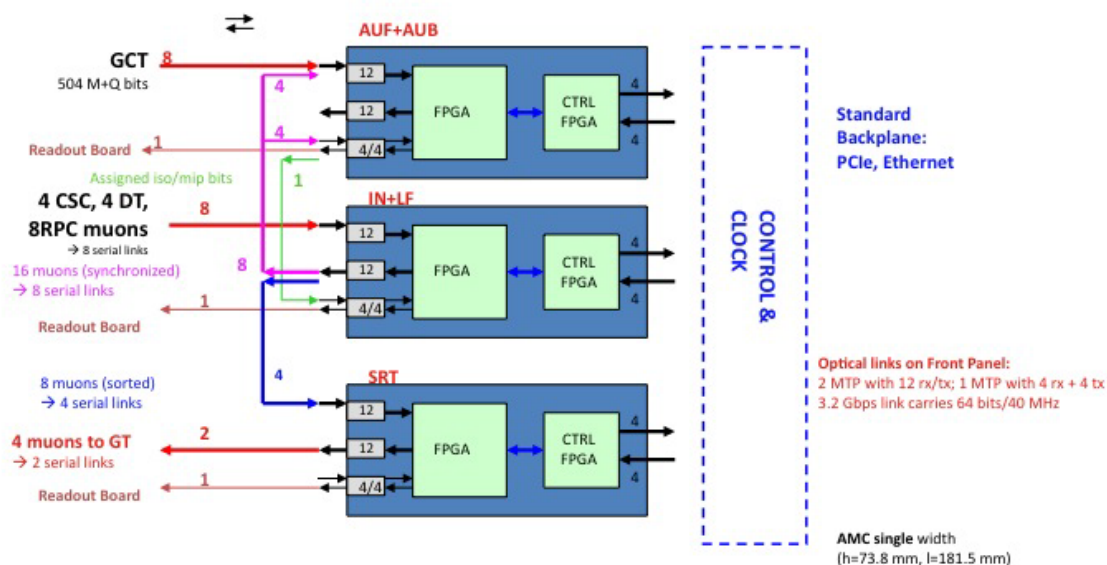 AUF+AUB
GCT
504 M+Q bits
8
4
12
12
4/4
FPGA
CTRL
FPGA
4
4
4
Readout Board
1
Assigned iso/mip bits
1
Standard
Backplane:
PCIe, Ethernet
4 CSC, 4 DT,
8RPC muons
→ 8 serial links
8
IN+LF
12
12
4/4
FPGA
CTRL
FPGA
4
4
16 muons (synchronized)
→ 8 serial links
8
1
Readout Board
CONTROL &
CLOCK
Optical links on Front Panel:
2 MTP with 12 rx/tx; 1 MTP with 4 rx + 4 tx
3.2 Gbps link carries 64 bits/40 MHz
8 muons (sorted)
→ 4 serial links
4
SRT
12
12
4/4
FPGA
CTRL
FPGA
4
4
4 muons to GT
→ 2 serial links
2
Readout Board
1
AMC single width
(h=73.8 mm, l=181.5 mm)